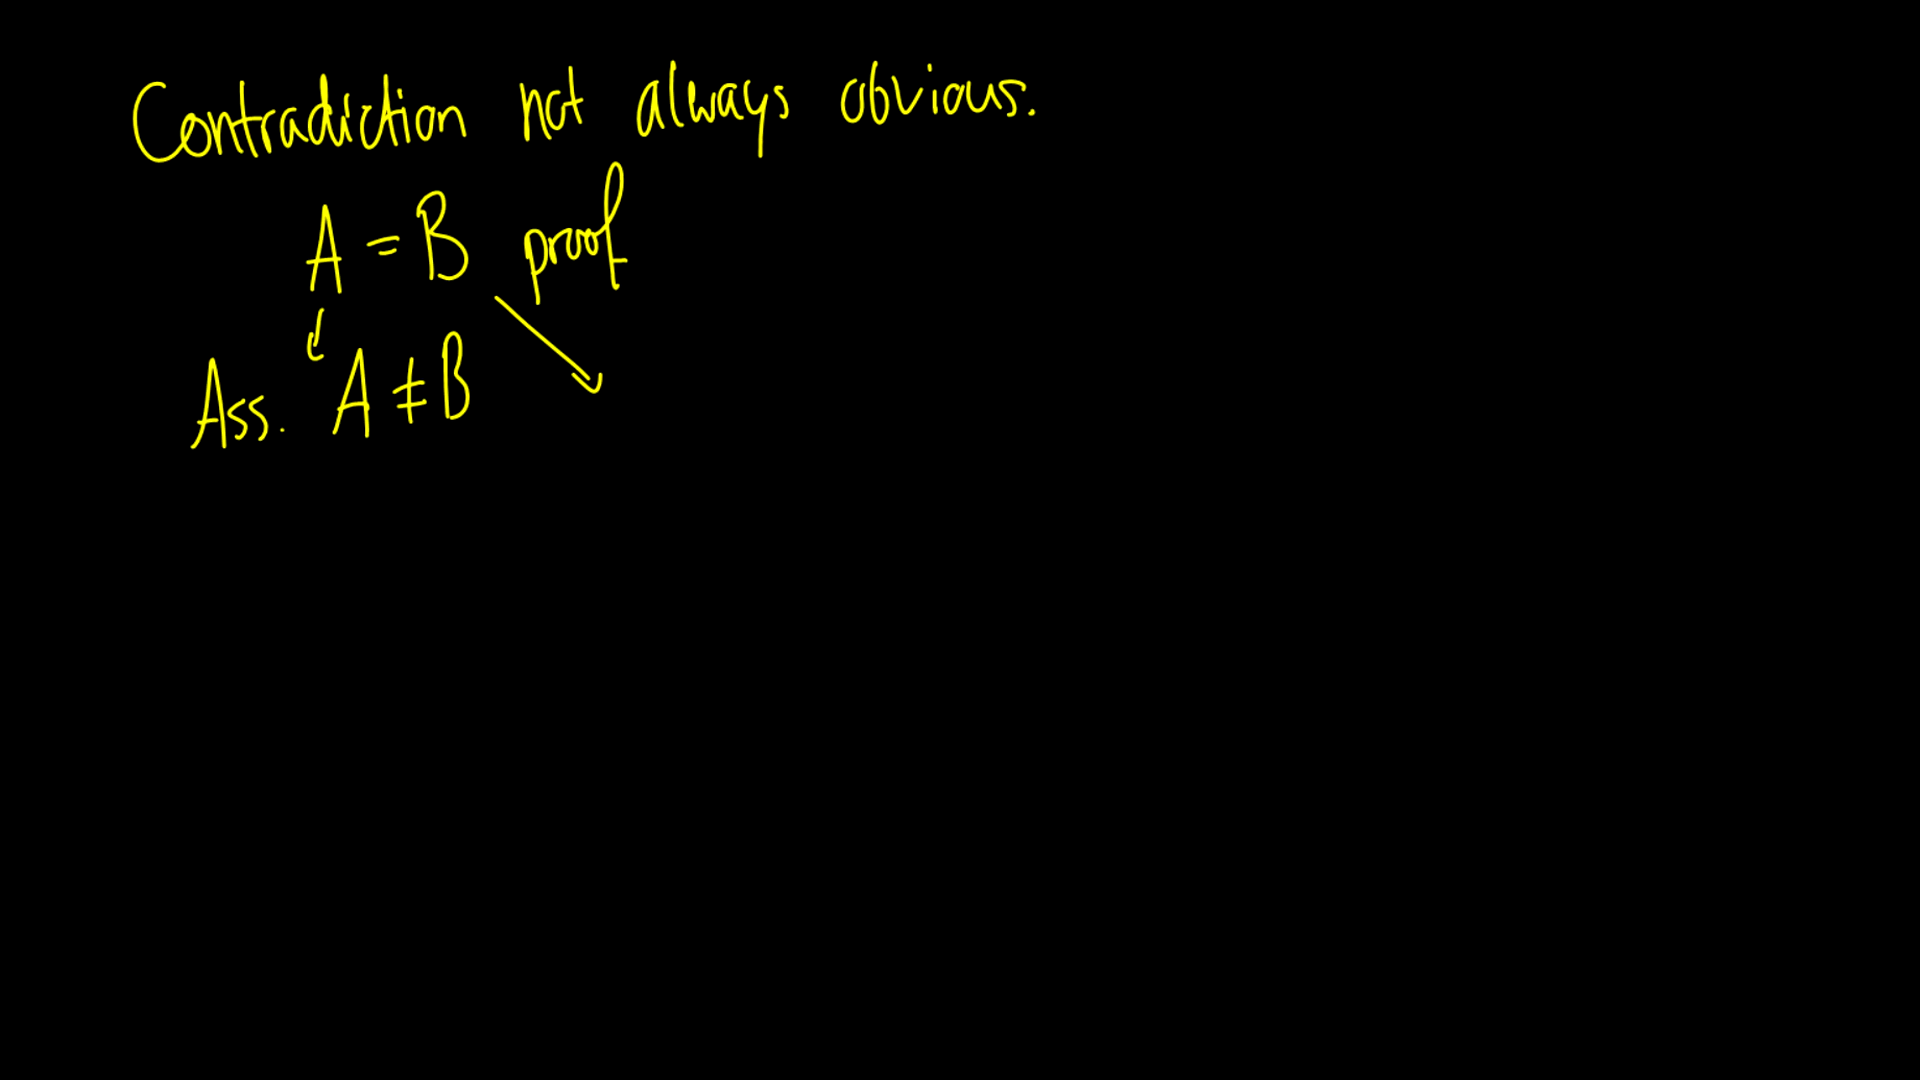 Contradiction not always obvious.
A = B proof
Ass. A ≠ B